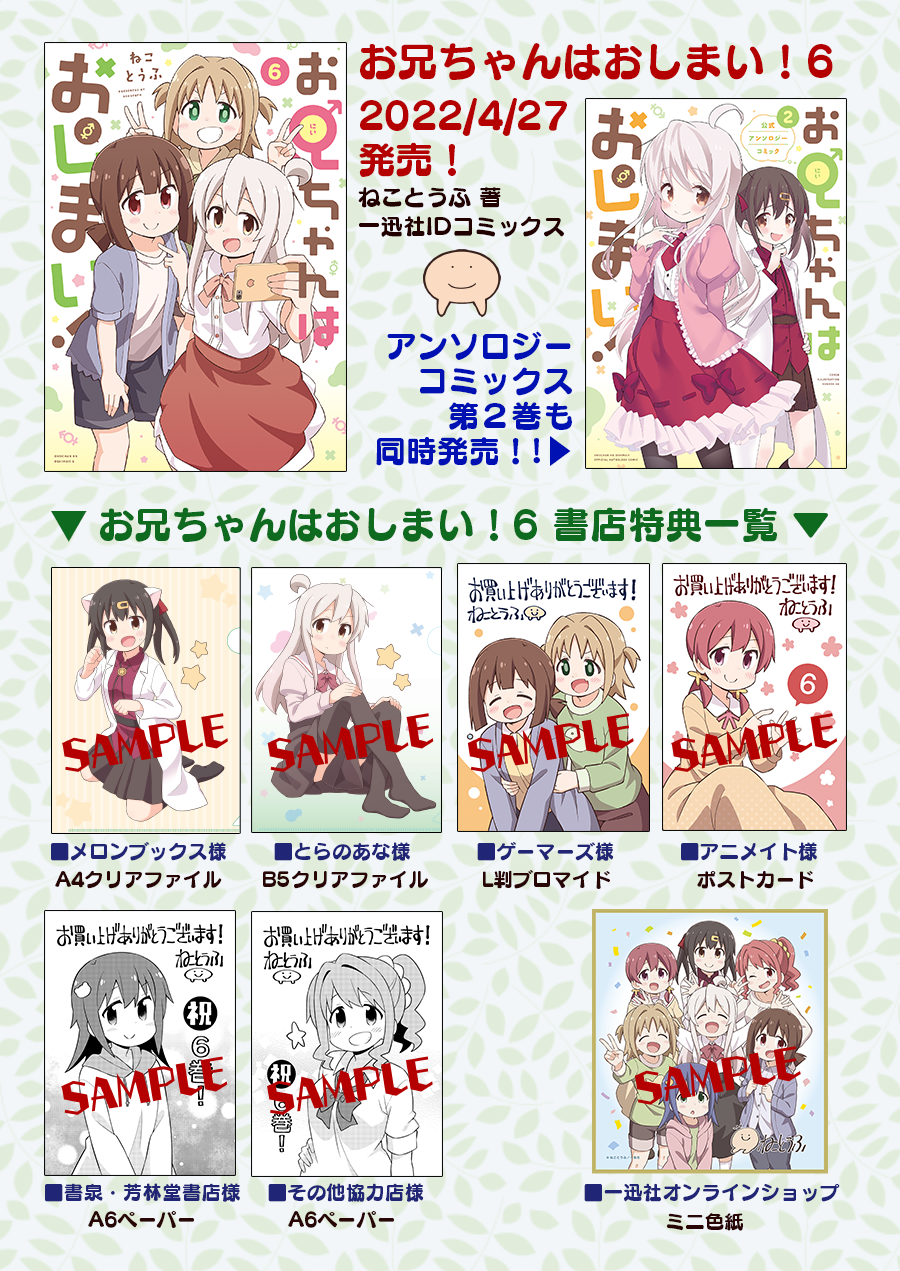 ねこ
とうふ
PRESENTED BY
NEKOTOFU
6
お兄ちゃんは
にい
おしまい！
ONIICHAN HA
OSHIMAI! 6
お兄ちゃんはおしまい！6
2022/4/27
発売！
ねことうふ 著
一迅社IDコミックス
アンソロジー
コミックス
第２巻も
同時発売！!▶
2
公式
アンソロジー
コミック
お兄ちゃんは
にい
おしまい！
ONIICHAN HA OSHIMAI!
OFFICIAL ANTHOLOGY COMIC
▼ お兄ちゃんはおしまい！6 書店特典一覧 ▼
SAMPLE
SAMPLE
お買い上げありがとうございます！
ねことうふ
SAMPLE
お買い上げありがとうございます！
ねことうふ
6
SAMPLE
■メロンブックス様
A4クリアファイル
■とらのあな様
B5クリアファイル
■ゲーマーズ様
L判ブロマイド
■アニメイト様
ポストカード
お買い上げありがとうございます！
ねことうふ
祝
6巻！
SAMPLE
お買い上げありがとうございます！
ねことうふ
祝
6巻！
SAMPLE
SAMPLE
ねことうふ
■書泉・芳林堂書店様
A6ペーパー
■その他協力店様
A6ペーパー
■一迅社オンラインショップ
ミニ色紙